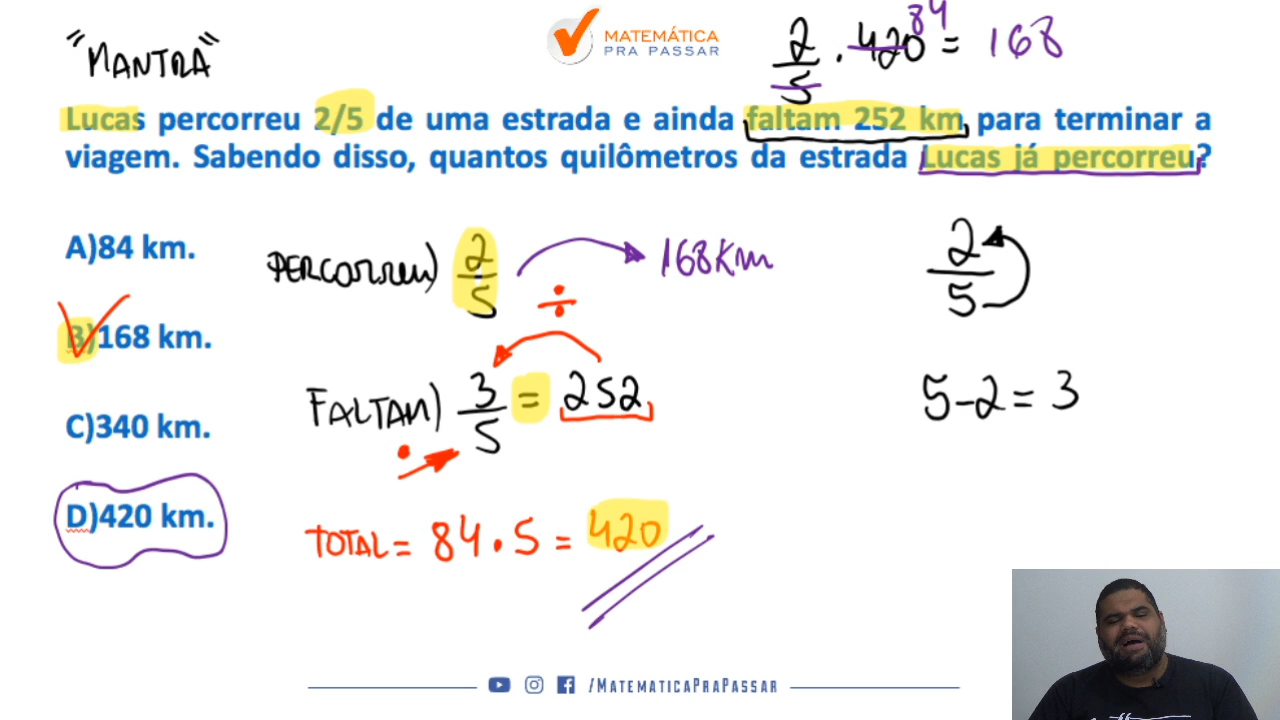 "MANTRA"
MATEMÁTICA
PRA PASSAR
2/5 . 420 84 = 168
Lucas percorreu 2/5 de uma estrada e ainda faltam 252 km para terminar a
viagem. Sabendo disso, quantos quilômetros da estrada Lucas já percorreu?
A)84 km.
PERCORREU) 2/5 168Km
÷
2/5
B)168 km.
FALTAM) 3/5 = 252
5-2=3
C)340 km.
D)420 km.
TOTAL = 84.5 = 420
/MATEMATICAPRAPASSAR